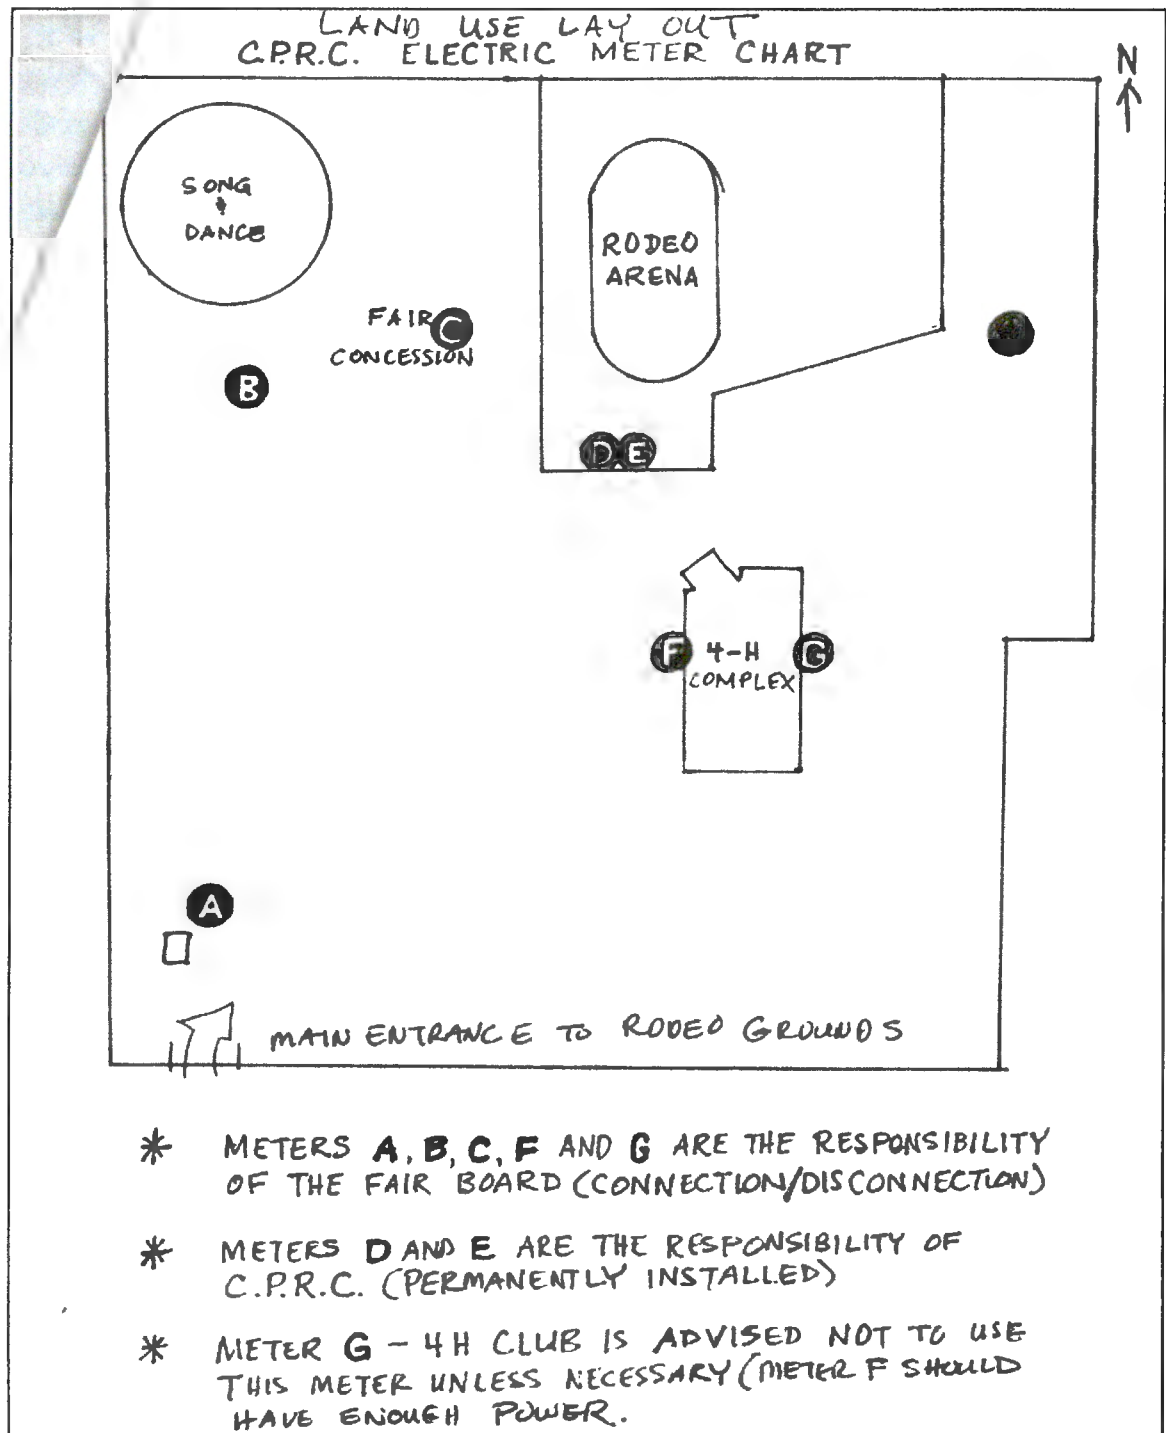 LAND USE LAY OUT
C.P.R.C. ELECTRIC METER CHART
N
SONG
&
DANCE
RODEO
ARENA
FAIR C
CONCESSION
B
D E
F 4-H G
COMPLEX
A
MAIN ENTRANCE TO RODEO GROUNDS
* METERS A, B, C, F AND G ARE THE RESPONSIBILITY
OF THE FAIR BOARD (CONNECTION/DISCONNECTION)
* METERS D AND E ARE THE RESPONSIBILITY OF
C.P.R.C. (PERMANENTLY INSTALLED)
* METER G - 4H CLUB IS ADVISED NOT TO USE
THIS METER UNLESS NECESSARY (METER F SHOULD
HAVE ENOUGH POWER.